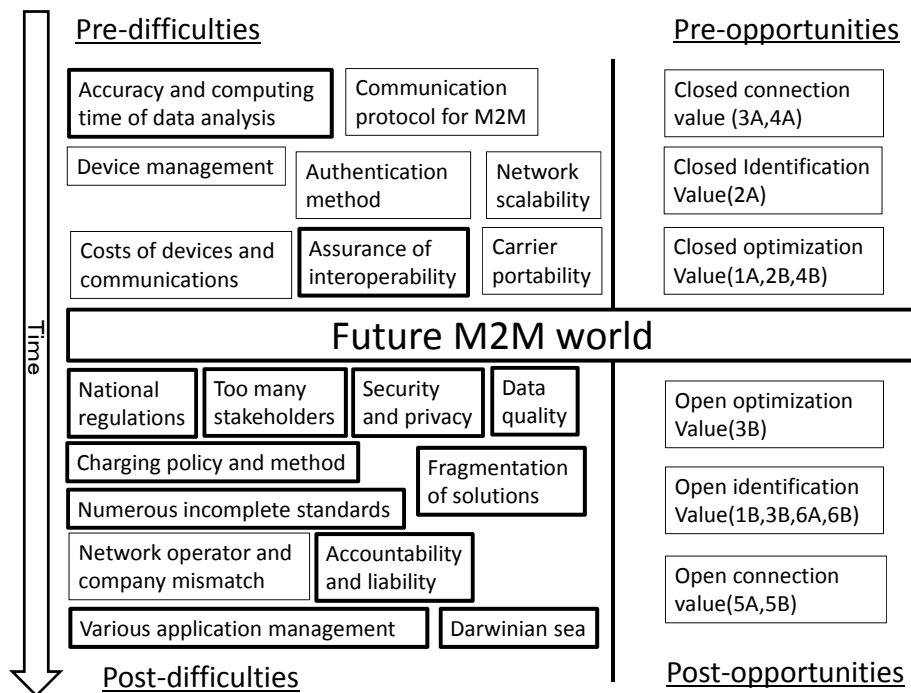 Pre-difficulties
Pre-opportunities
Accuracy and computing
time of data analysis
Communication
protocol for M2M
Closed connection
value (3A,4A)
Device management
Authentication
method
Network
scalability
Closed Identification
Value(2A)
Costs of devices and
communications
Assurance of
interoperability
Carrier
portability
Closed optimization
Value(1A,2B,4B)
Time
Future M2M world
National
regulations
Too many
stakeholders
Security
and privacy
Data
quality
Open optimization
Value(3B)
Charging policy and method
Fragmentation
of solutions
Numerous incomplete standards
Open identification
Value(1B,3B,6A,6B)
Network operator and
company mismatch
Accountability
and liability
Open connection
value(5A,5B)
Various application management
Darwinian sea
Post-difficulties
Post-opportunities